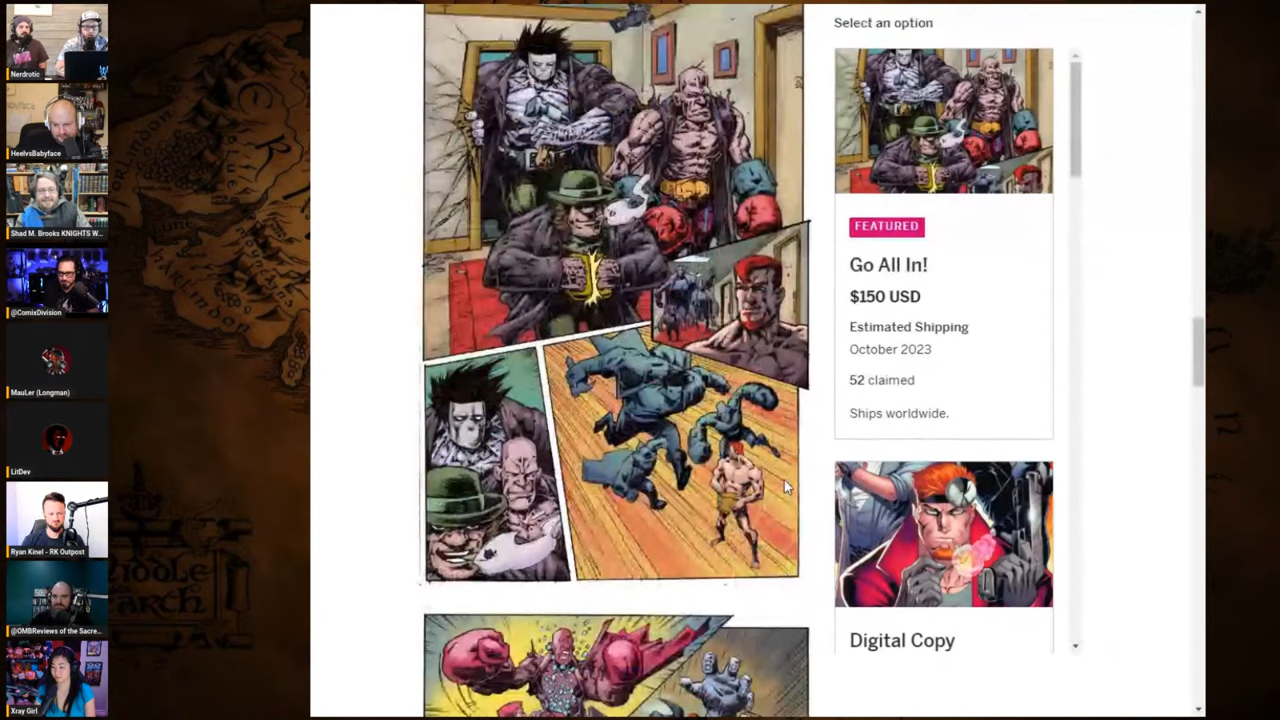 Nerdrotic
HeelvsBabyface
Shad M. Brooks KNIGHTS W...
@ComixDivision
MauLer (Longman)
LitDev
Ryan Kinel - RK Outpost
@OMBReviews of the Sacre...
Xray Girl
Select an option
FEATURED
Go All In!
$150 USD
Estimated Shipping
October 2023
52 claimed
Ships worldwide.
Digital Copy